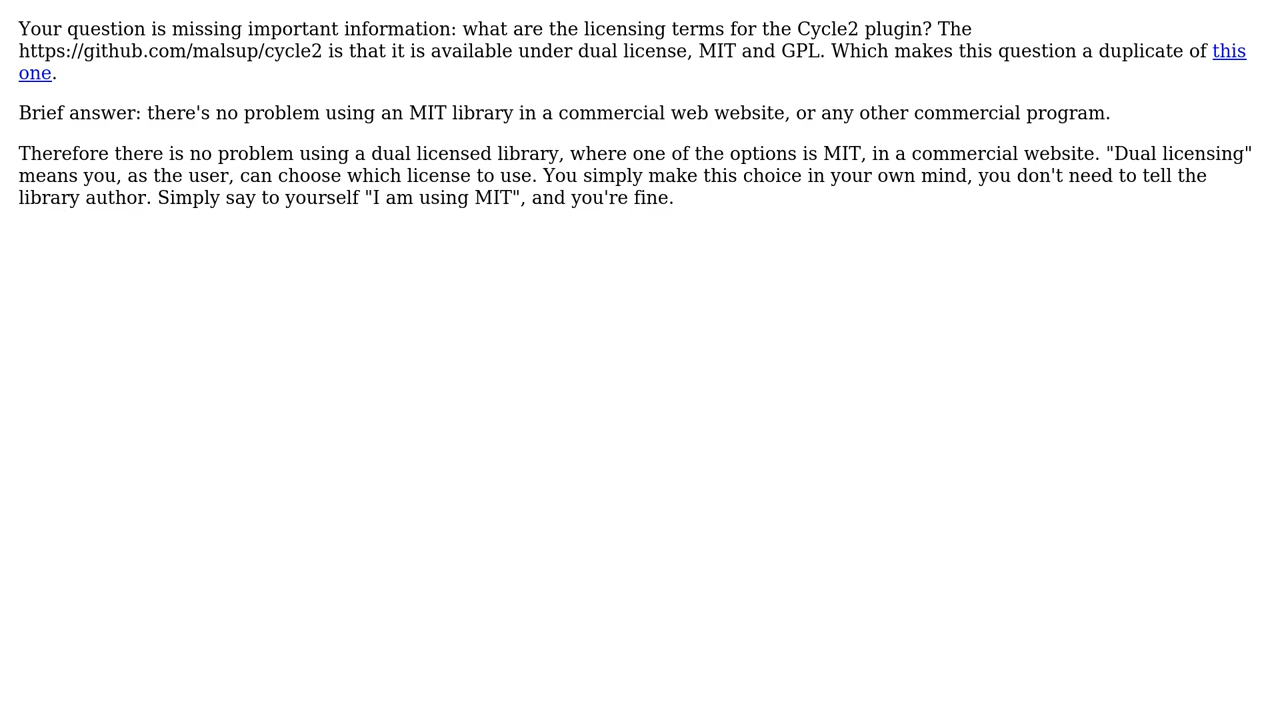 Your question is missing important information: what are the licensing terms for the Cycle2 plugin? The
https://github.com/malsup/cycle2 is that it is available under dual license, MIT and GPL. Which makes this question a duplicate of this
one.
Brief answer: there's no problem using an MIT library in a commercial web website, or any other commercial program.
Therefore there is no problem using a dual licensed library, where one of the options is MIT, in a commercial website. "Dual licensing"
means you, as the user, can choose which license to use. You simply make this choice in your own mind, you don't need to tell the
library author. Simply say to yourself "I am using MIT", and you're fine.